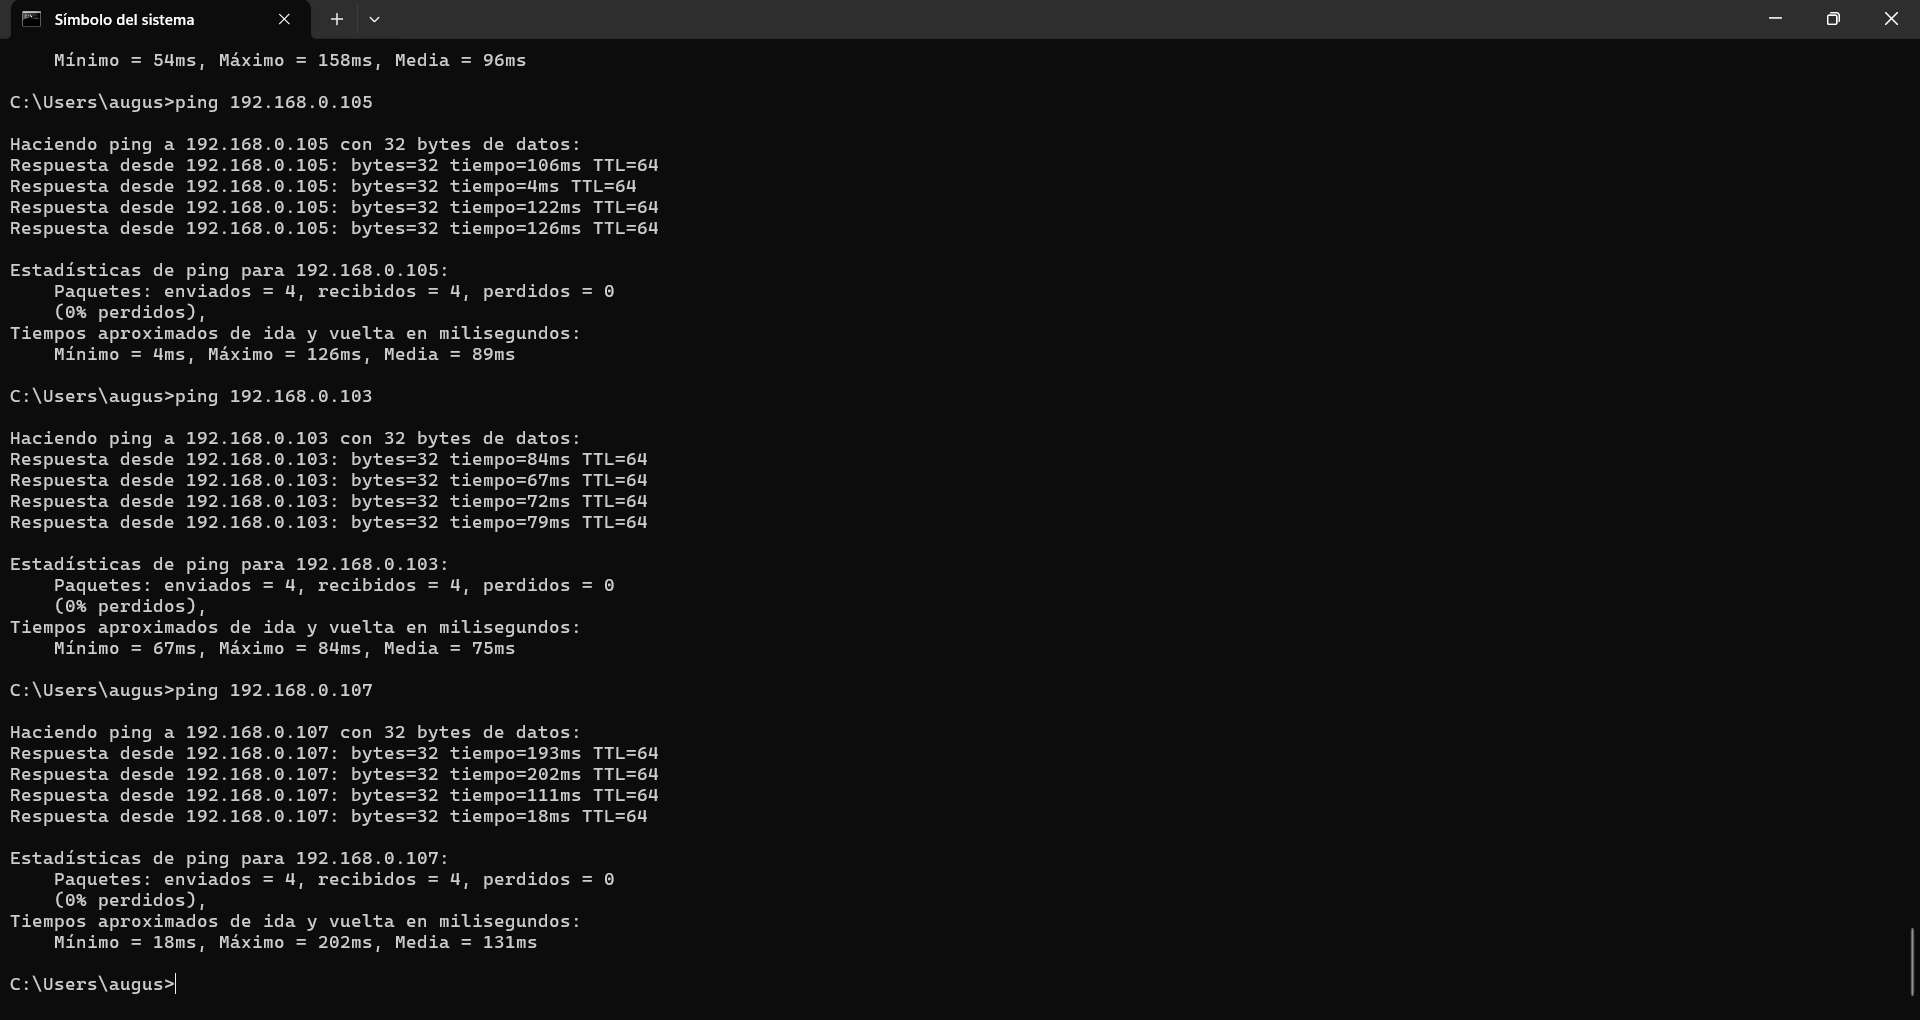 Símbolo del sistema
    Mínimo = 54ms, Máximo = 158ms, Media = 96ms

C:\Users\augus>ping 192.168.0.105

Haciendo ping a 192.168.0.105 con 32 bytes de datos:
Respuesta desde 192.168.0.105: bytes=32 tiempo=106ms TTL=64
Respuesta desde 192.168.0.105: bytes=32 tiempo=4ms TTL=64
Respuesta desde 192.168.0.105: bytes=32 tiempo=122ms TTL=64
Respuesta desde 192.168.0.105: bytes=32 tiempo=126ms TTL=64

Estadísticas de ping para 192.168.0.105:
    Paquetes: enviados = 4, recibidos = 4, perdidos = 0
    (0% perdidos),
Tiempos aproximados de ida y vuelta en milisegundos:
    Mínimo = 4ms, Máximo = 126ms, Media = 89ms

C:\Users\augus>ping 192.168.0.103

Haciendo ping a 192.168.0.103 con 32 bytes de datos:
Respuesta desde 192.168.0.103: bytes=32 tiempo=84ms TTL=64
Respuesta desde 192.168.0.103: bytes=32 tiempo=67ms TTL=64
Respuesta desde 192.168.0.103: bytes=32 tiempo=72ms TTL=64
Respuesta desde 192.168.0.103: bytes=32 tiempo=79ms TTL=64

Estadísticas de ping para 192.168.0.103:
    Paquetes: enviados = 4, recibidos = 4, perdidos = 0
    (0% perdidos),
Tiempos aproximados de ida y vuelta en milisegundos:
    Mínimo = 67ms, Máximo = 84ms, Media = 75ms

C:\Users\augus>ping 192.168.0.107

Haciendo ping a 192.168.0.107 con 32 bytes de datos:
Respuesta desde 192.168.0.107: bytes=32 tiempo=193ms TTL=64
Respuesta desde 192.168.0.107: bytes=32 tiempo=202ms TTL=64
Respuesta desde 192.168.0.107: bytes=32 tiempo=111ms TTL=64
Respuesta desde 192.168.0.107: bytes=32 tiempo=18ms TTL=64

Estadísticas de ping para 192.168.0.107:
    Paquetes: enviados = 4, recibidos = 4, perdidos = 0
    (0% perdidos),
Tiempos aproximados de ida y vuelta en milisegundos:
    Mínimo = 18ms, Máximo = 202ms, Media = 131ms

C:\Users\augus>